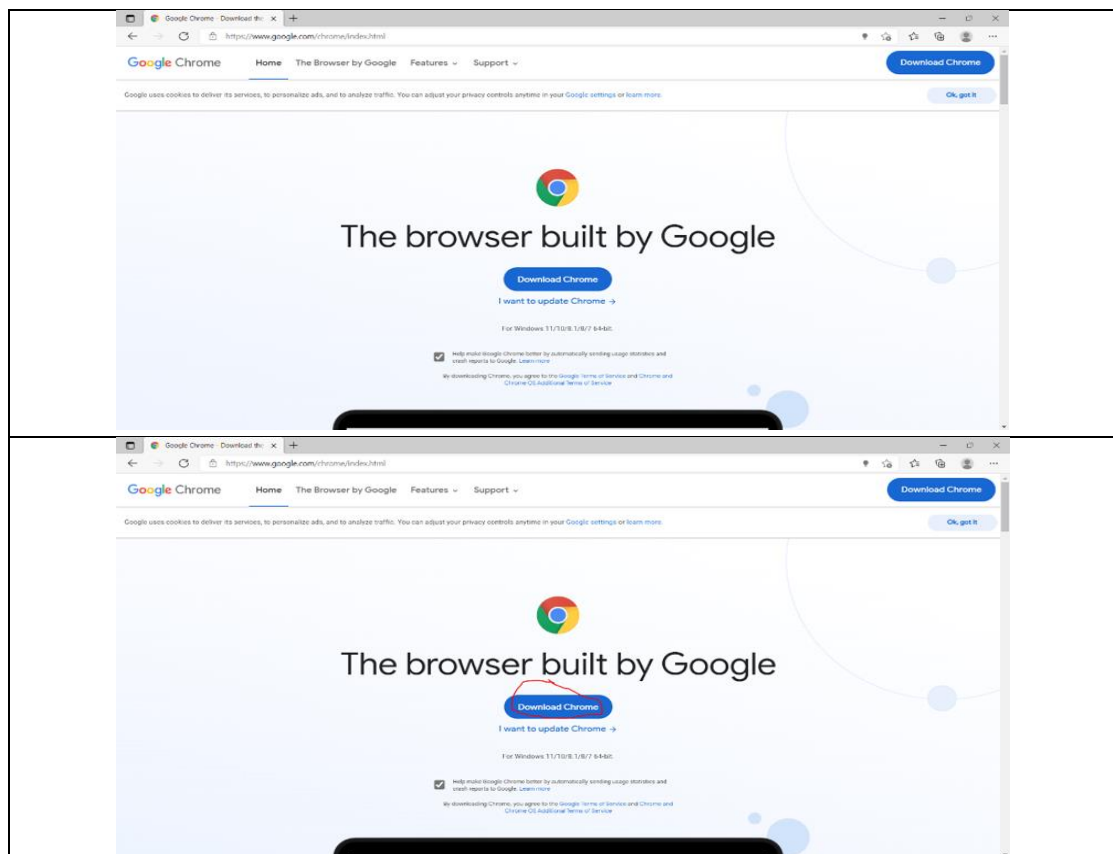 Google Chrome - Download the
https://www.google.com/chrome/index.html
Google Chrome Home The Browser by Google Features Support Download Chrome
Google uses cookies to deliver its services, to personalize ads, and to analyze traffic. You can adjust your privacy controls anytime in your Google settings or learn more. Ok, got it
The browser built by Google
Download Chrome
I want to update Chrome →
For Windows 11/10/8.1/8/7 64-bit.
Help make Google Chrome better by automatically sending usage statistics and
crash reports to Google. Learn more
By downloading Chrome, you agree to the Google Terms of Service and Chrome and
Chrome OS Additional Terms of Service
Google Chrome - Download the
https://www.google.com/chrome/index.html
Google Chrome Home The Browser by Google Features Support Download Chrome
Google uses cookies to deliver its services, to personalize ads, and to analyze traffic. You can adjust your privacy controls anytime in your Google settings or learn more. Ok, got it
The browser built by Google
Download Chrome
I want to update Chrome →
For Windows 11/10/8.1/8/7 64-bit.
Help make Google Chrome better by automatically sending usage statistics and
crash reports to Google. Learn more
By downloading Chrome, you agree to the Google Terms of Service and Chrome and
Chrome OS Additional Terms of Service